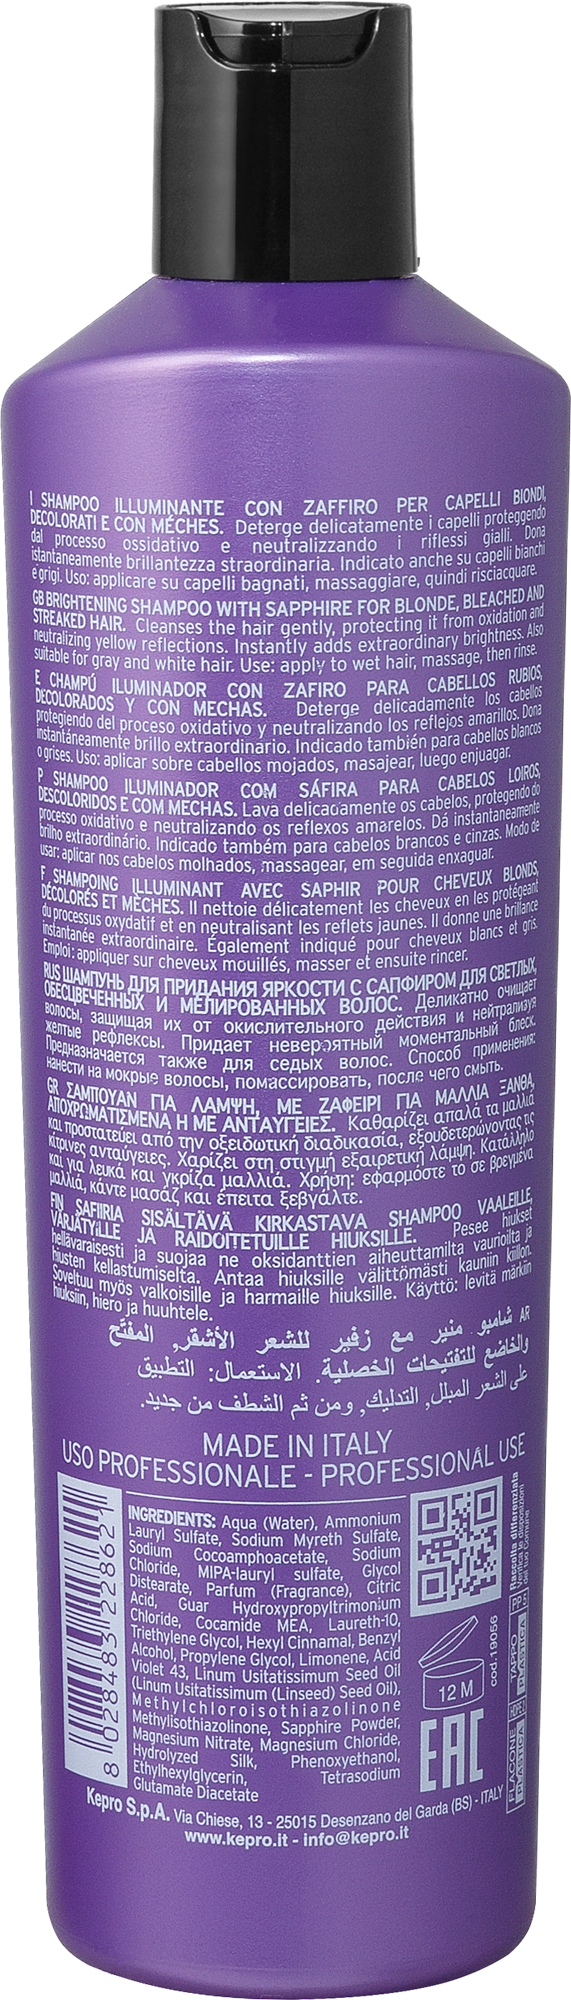 I SHAMPOO ILLUMINANTE CON ZAFFIRO PER CAPELLI BIONDI,
DECOLORATI E CON MÉCHES. Deterge delicatamente i capelli proteggendo
dal processo ossidativo e neutralizzando i riflessi gialli. Dona
istantaneamente brillantezza straordinaria. Indicato anche su capelli bianchi
e grigi. Uso: applicare su capelli bagnati, massaggiare, quindi risciacquare.
GB BRIGHTENING SHAMPOO WITH SAPPHIRE FOR BLONDE, BLEACHED AND
STREAKED HAIR. Cleanses the hair gently, protecting it from oxidation and
neutralizing yellow reflections. Instantly adds extraordinary brightness. Also
suitable for gray and white hair. Use: apply to wet hair, massage, then rinse.
E CHAMPÚ ILUMINADOR CON ZAFIRO PARA CABELLOS RUBIOS,
DECOLORADOS Y CON MECHAS. Deterge delicadamente los cabellos
protegiendo del proceso oxidativo y neutralizando los reflejos amarillos. Dona
instantáneamente brillo extraordinario. Indicado también para cabellos blancos
o grises. Uso: aplicar sobre cabellos mojados, masajear, luego enjuagar.
P SHAMPOO ILUMINADOR COM SÁFIRA PARA CABELOS LOIROS,
DESCOLORIDOS E COM MECHAS. Lava delicadamente os cabelos, protegendo do
processo oxidativo e neutralizando os reflexos amarelos. Dá instantaneamente
brilho extraordinário. Indicado também para cabelos brancos e cinzas. Modo de
usar: aplicar nos cabelos molhados, massagear, em seguida enxaguar.
F SHAMPOING ILLUMINANT AVEC SAPHIR POUR CHEVEUX BLONDS,
DÉCOLORÉS ET MÈCHES. Il nettoie délicatement les cheveux en les protégeant
du processus oxydatif et en neutralisant les reflets jaunes. Il donne une brillance
instantanée extraordinaire. Également indiqué pour cheveux blancs et gris.
Emploi: appliquer sur cheveux mouillés, masser et ensuite rincer.
RUS ШАМПУНЬ ДЛЯ ПРИДАНИЯ ЯРКОСТИ С САПФИРОМ ДЛЯ СВЕТЛЫХ,
ОБЕСЦВЕЧЕННЫХ И МЕЛИРОВАННЫХ ВОЛОС. Деликатно очищает
волосы, защищая их от окислительного действия и нейтрализуя
желтые рефлексы. Придает невероятный моментальный блеск.
Предназначается также для седых волос. Способ применения:
нанести на мокрые волосы, помассировать, после чего смыть.
GR ΣΑΜΠΟΥΑΝ ΓΙΑ ΛΑΜΨΗ, ΜΕ ΖΑΦΕΙΡΙ ΓΙΑ ΜΑΛΛΙΑ ΞΑΝΘΑ,
ΑΠΟΧΡΩΜΑΤΙΣΜΕΝΑ Η ΜΕ ΑΝΤΑΥΓΕΙΕΣ. Καθαρίζει απαλά τα μαλλιά
και προστατεύει από την οξειδωτική διαδικασία, εξουδετερώνοντας τις
κίτρινες ανταύγειες. Χαρίζει στη στιγμή εξαιρετική λάμψη. Κατάλληλο
και για λευκά και γκρίζα μαλλιά. Χρήση: εφαρμόστε το σε βρεγμένα
μαλλιά, κάντε μασάζ και έπειτα ξεβγάλτε.
FIN SAFIIRIA SISÄLTÄVÄ KIRKASTAVA SHAMPOO VAALEILLE,
VÄRJÄTYILLE JA RAIDOITETUILLE HIUKSILLE. Pesee hiukset
hellävaraisesti ja suojaa ne oksidanttien aiheuttamilta vaurioilta ja
hiusten kellastumiselta. Antaa hiuksille välittömästi kauniin kiillon.
Soveltuu myös valkoisille ja harmaille hiuksille. Käyttö: levitä märkiin
hiuksiin, hiero ja huuhtele.
AR شامبو منير مع زفير للشعر الأشقر, المفتّح
والخاضع للتفتيحات الخصلية. الاستعمال: التطبيق
على الشعر المبلل, التدليك, ومن ثم الشطف من جديد.
MADE IN ITALY
USO PROFESSIONALE - PROFESSIONAL USE
INGREDIENTS: Aqua (Water), Ammonium
Lauryl Sulfate, Sodium Myreth Sulfate,
Sodium Cocoamphoacetate, Sodium
Chloride, MIPA-lauryl sulfate, Glycol
Distearate, Parfum (Fragrance), Citric
Acid, Guar Hydroxypropyltrimonium
Chloride, Cocamide MEA, Laureth-10,
Triethylene Glycol, Hexyl Cinnamal, Benzyl
Alcohol, Propylene Glycol, Limonene, Acid
Violet 43, Linum Usitatissimum Seed Oil
(Linum Usitatissimum (Linseed) Seed Oil),
Methylchloroisothiazolinone
Methylisothiazolinone, Sapphire Powder,
Magnesium Nitrate, Magnesium Chloride,
Hydrolyzed Silk, Phenoxyethanol,
Ethylhexylglycerin, Tetrasodium
Glutamate Diacetate
8 028483 228621
12 M
cod.19056
EAC
FLACONE HDPE 2 TAPPO PP 5 Raccolta differenziata
PLASTICA PLASTICA Verifica le disposizioni
del tuo Comune
Kepro S.p.A. Via Chiese, 13 - 25015 Desenzano del Garda (BS) - ITALY
www.kepro.it - info@kepro.it